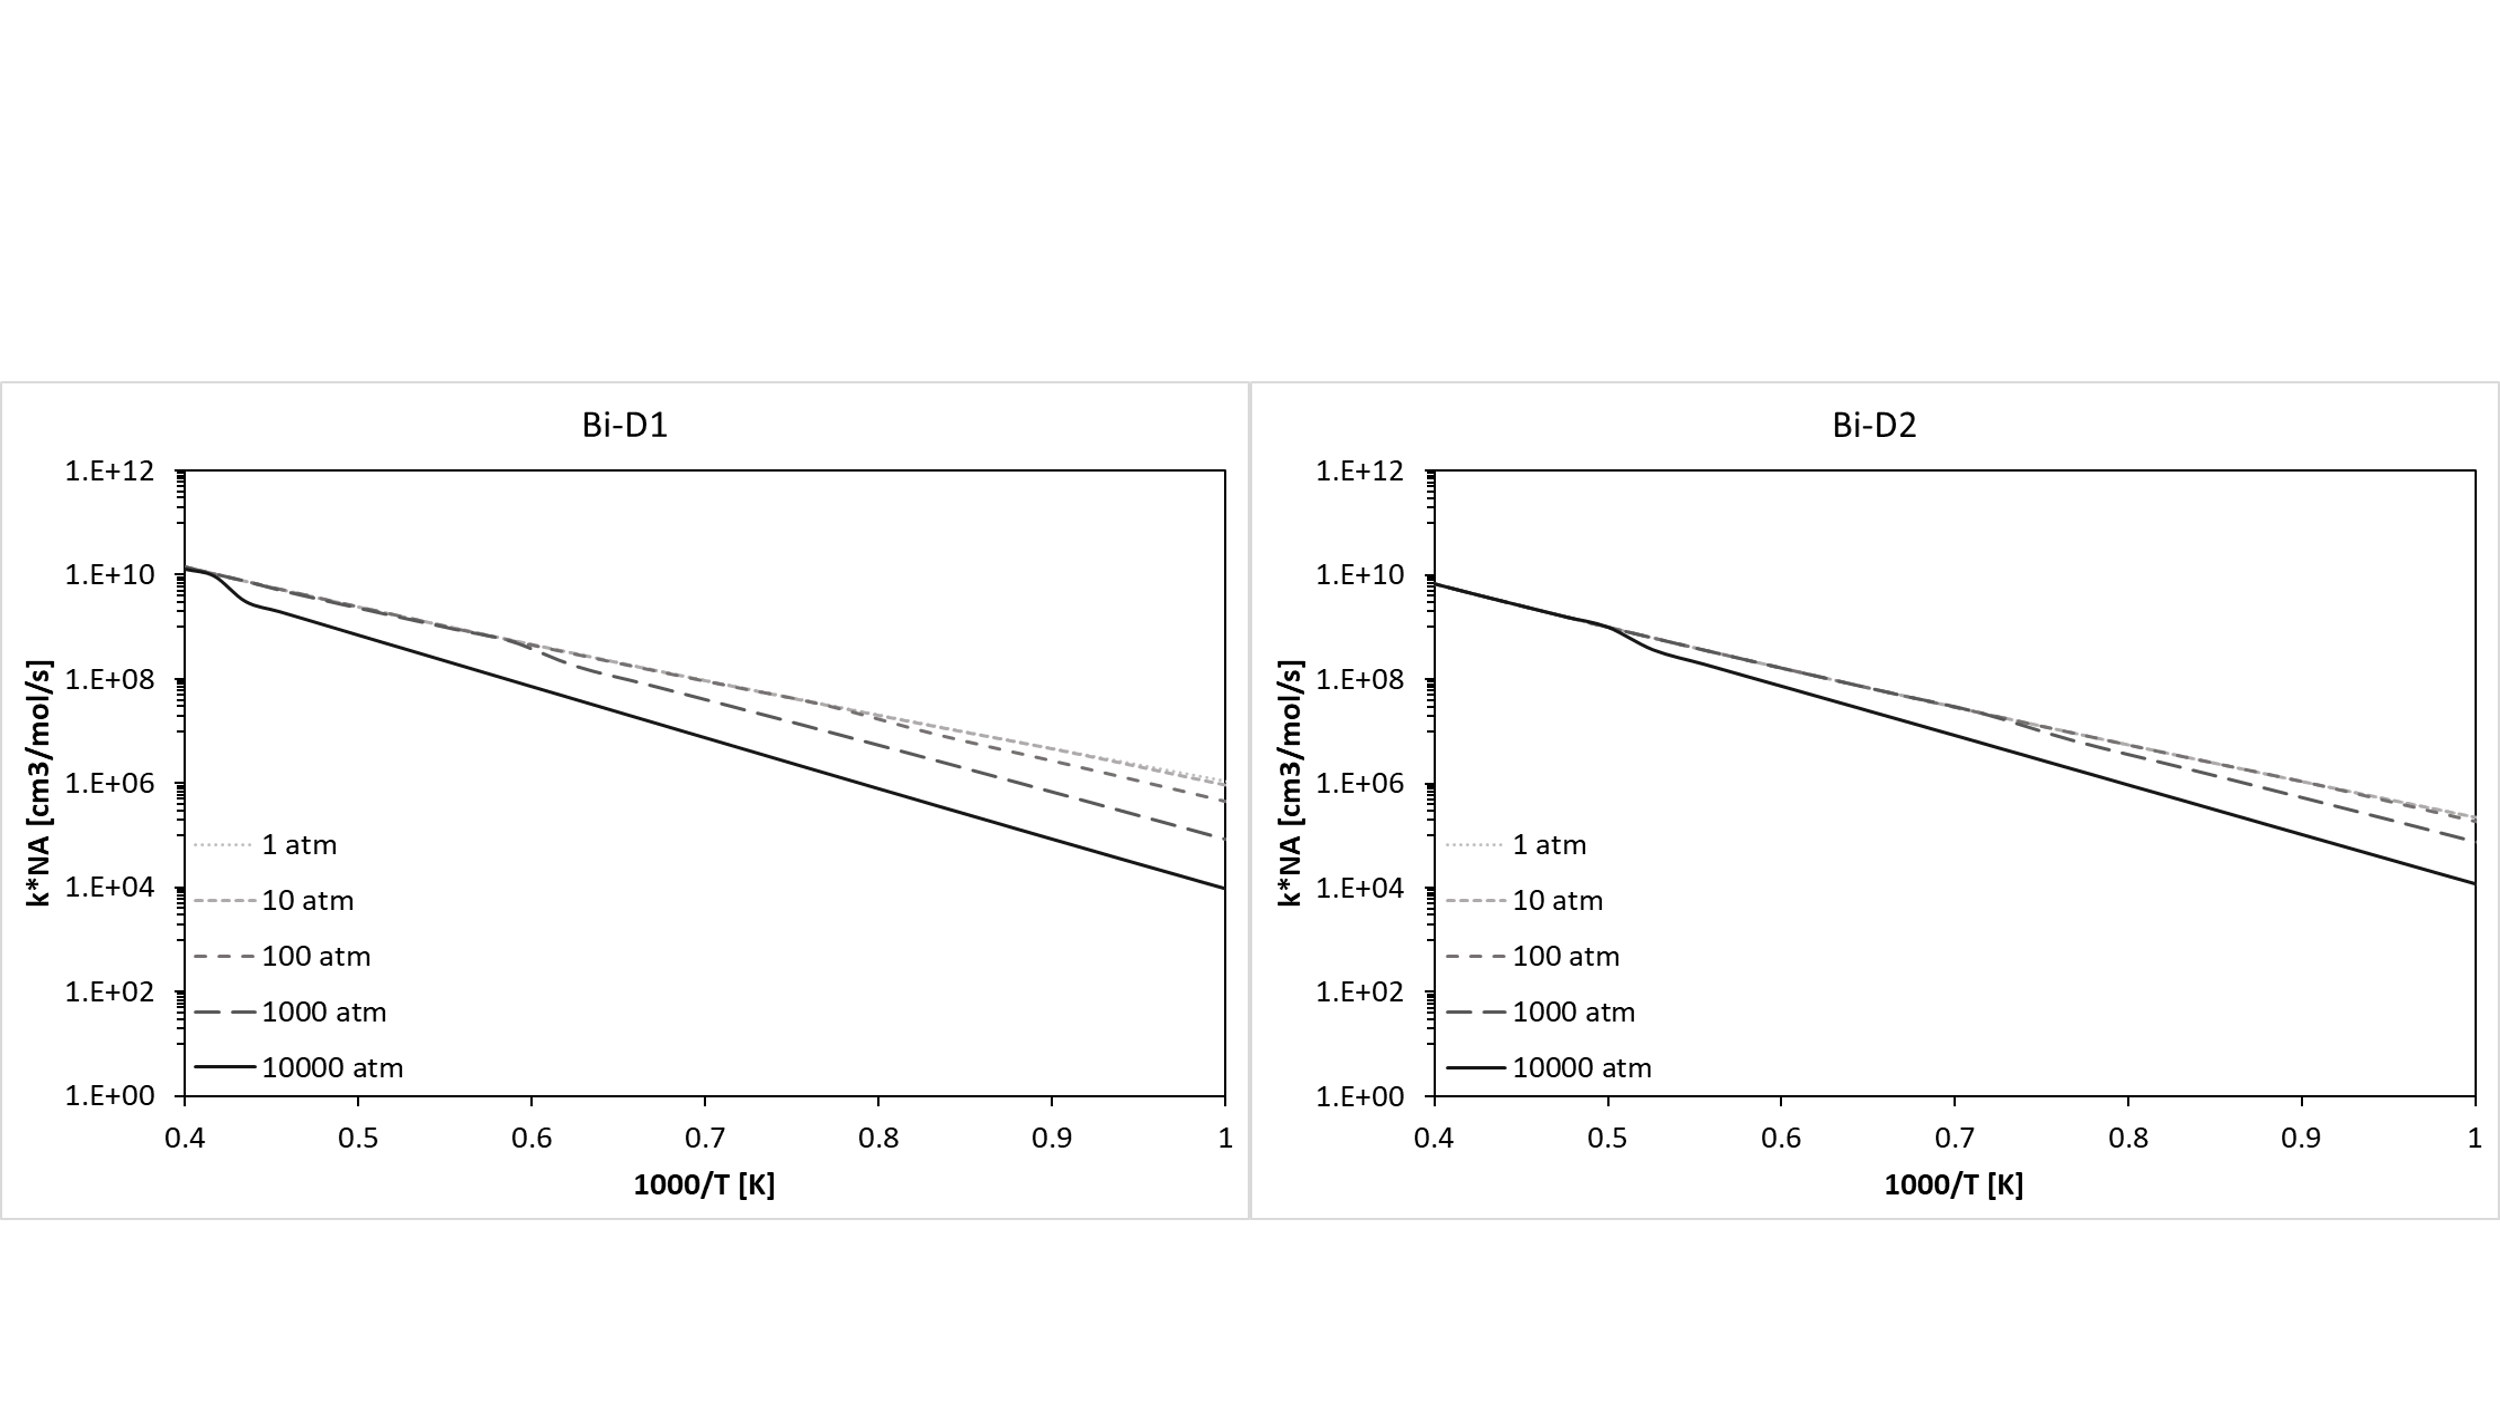 Bi-D1
k*NA [cm3/mol/s]
1.E+12
1.E+10
1.E+08
1.E+06
1.E+04
1.E+02
1.E+00
1 atm
10 atm
100 atm
1000 atm
10000 atm
0.4 0.5 0.6 0.7 0.8 0.9 1
1000/T [K]
Bi-D2
k*NA [cm3/mol/s]
1.E+12
1.E+10
1.E+08
1.E+06
1.E+04
1.E+02
1.E+00
1 atm
10 atm
100 atm
1000 atm
10000 atm
0.4 0.5 0.6 0.7 0.8 0.9 1
1000/T [K]